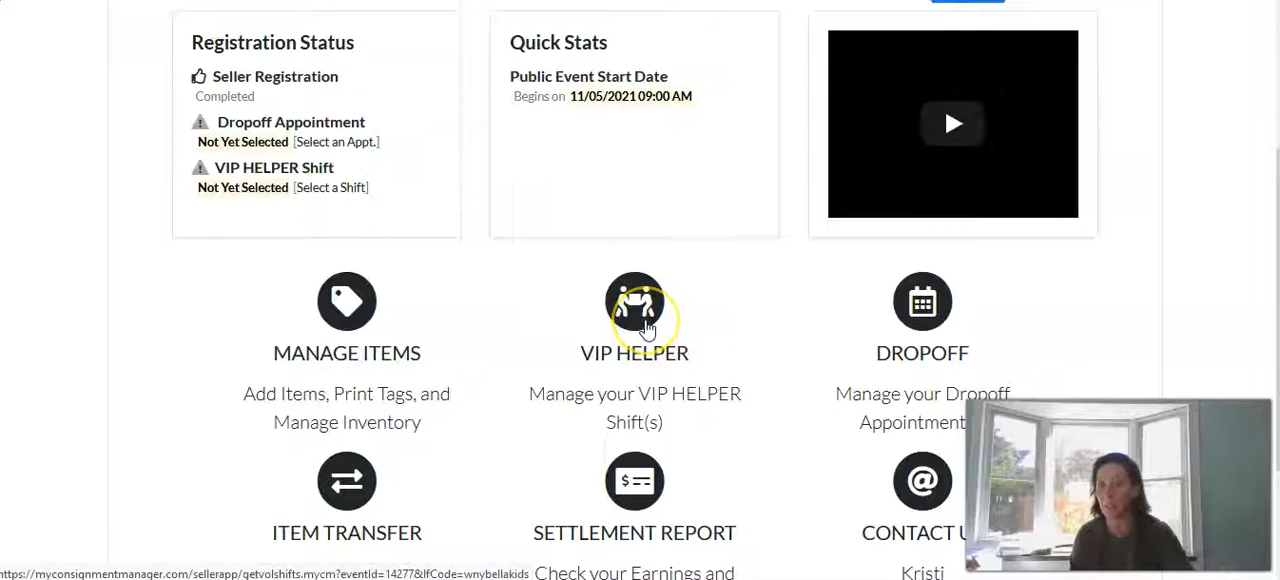 Registration Status
Seller Registration
Completed
Dropoff Appointment
Not Yet Selected [Select an Appt.]
VIP HELPER Shift
Not Yet Selected [Select a Shift]
Quick Stats
Public Event Start Date
Begins on 11/05/2021 09:00 AM
MANAGE ITEMS
Add Items, Print Tags, and
Manage Inventory
VIP HELPER
Manage your VIP HELPER
Shift(s)
DROPOFF
Manage your Dropoff
Appointment
ITEM TRANSFER
SETTLEMENT REPORT
Check your Earnings and
CONTACT U
Kristi
https://myconsignmentmanager.com/sellerapp/getvolshifts.mycm?eventId=14277&lfCode=wnybellakids